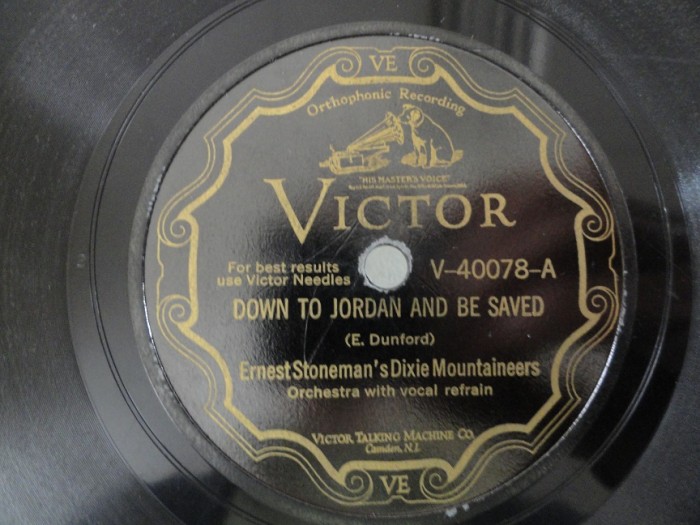 VE
Orthophonic Recording
"HIS MASTER'S VOICE"
VICTOR
For best results
use Victor Needles
V-40078-A
DOWN TO JORDAN AND BE SAVED
(E. Dunford)
Ernest Stoneman's Dixie Mountaineers
Orchestra with vocal refrain
VICTOR TALKING MACHINE CO.
Camden, N.J.
VE